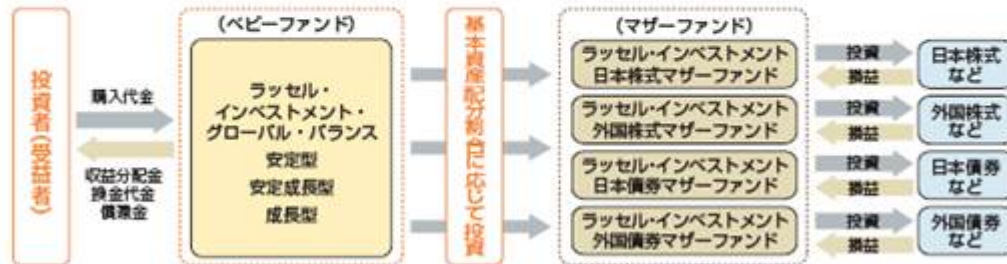 投資者(受益者)
購入代金
収益分配金
換金代金
償還金
(ベビーファンド)
ラッセル・
インベストメント・
グローバル・バランス
安定型
安定成長型
成長型
基本資産配分割合に応じて投資
(マザーファンド)
ラッセル・インベストメント
日本株式マザーファンド
投資
損益
日本株式
など
ラッセル・インベストメント
外国株式マザーファンド
投資
損益
外国株式
など
ラッセル・インベストメント
日本債券マザーファンド
投資
損益
日本債券
など
ラッセル・インベストメント
外国債券マザーファンド
投資
損益
外国債券
など